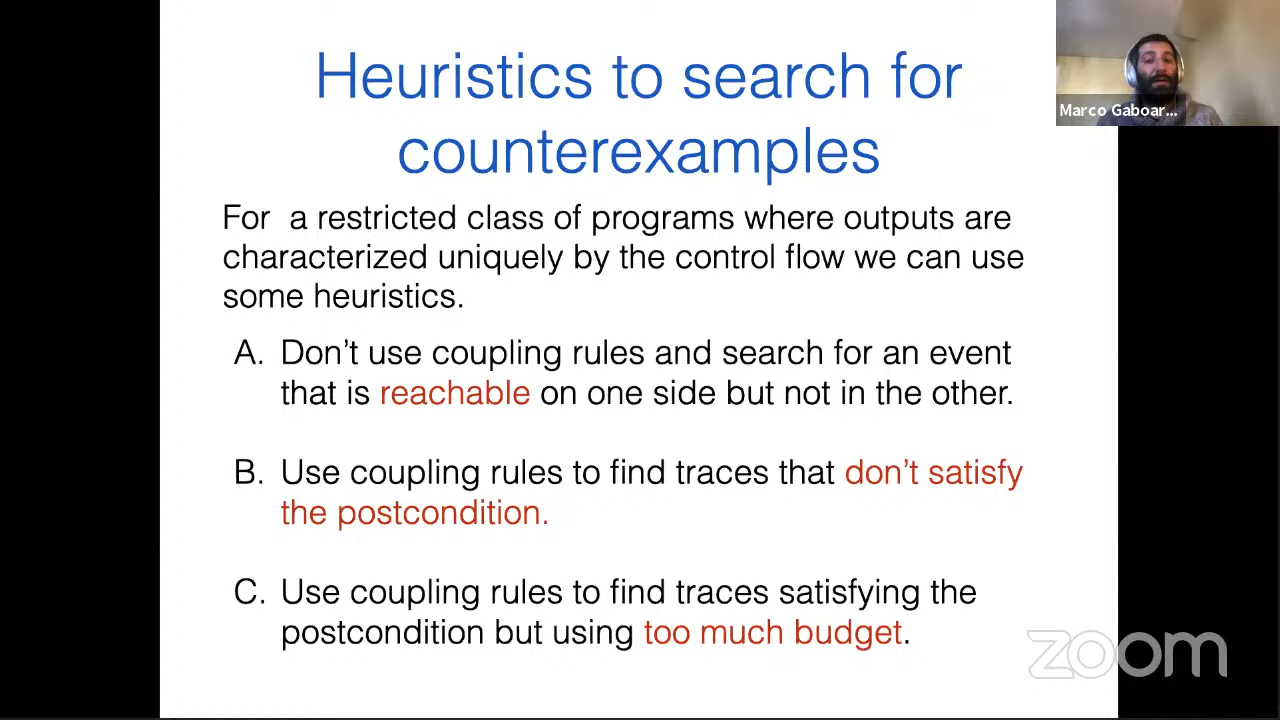 Heuristics to search for
counterexamples
Marco Gaboar...
For a restricted class of programs where outputs are
characterized uniquely by the control flow we can use
some heuristics.
A. Don't use coupling rules and search for an event
that is reachable on one side but not in the other.
B. Use coupling rules to find traces that don't satisfy
the postcondition.
C. Use coupling rules to find traces satisfying the
postcondition but using too much budget.
zoom